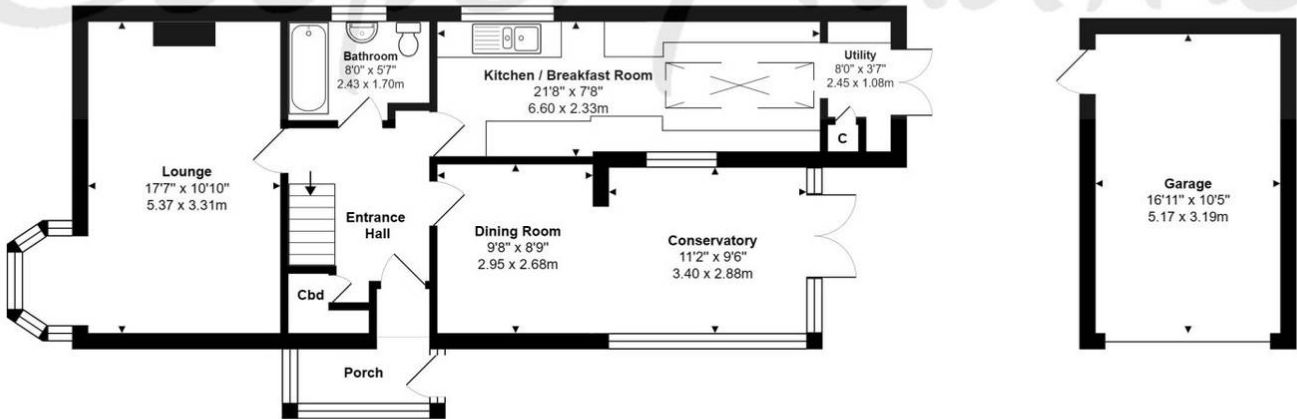 Bathroom
8'0" x 5'7"
2.43 x 1.70m
Kitchen / Breakfast Room
21'8" x 7'8"
6.60 x 2.33m
Utility
8'0" x 3'7"
2.45 x 1.08m
C
Lounge
17'7" x 10'10"
5.37 x 3.31m
Entrance
Hall
Cbd
Dining Room
9'8" x 8'9"
2.95 x 2.68m
Conservatory
11'2" x 9'6"
3.40 x 2.88m
Porch
Garage
16'11" x 10'5"
5.17 x 3.19m